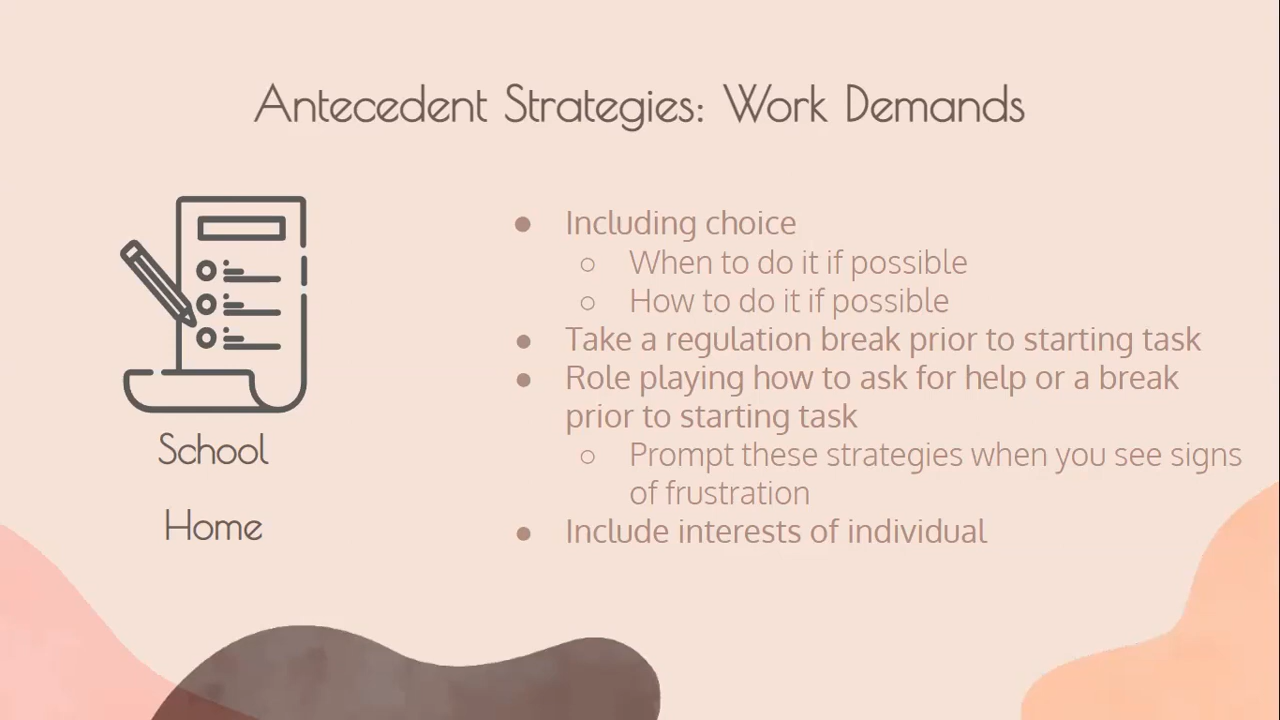 Antecedent Strategies: Work Demands
School
Home
● Including choice
○ When to do it if possible
○ How to do it if possible
● Take a regulation break prior to starting task
● Role playing how to ask for help or a break
prior to starting task
○ Prompt these strategies when you see signs
of frustration
● Include interests of individual